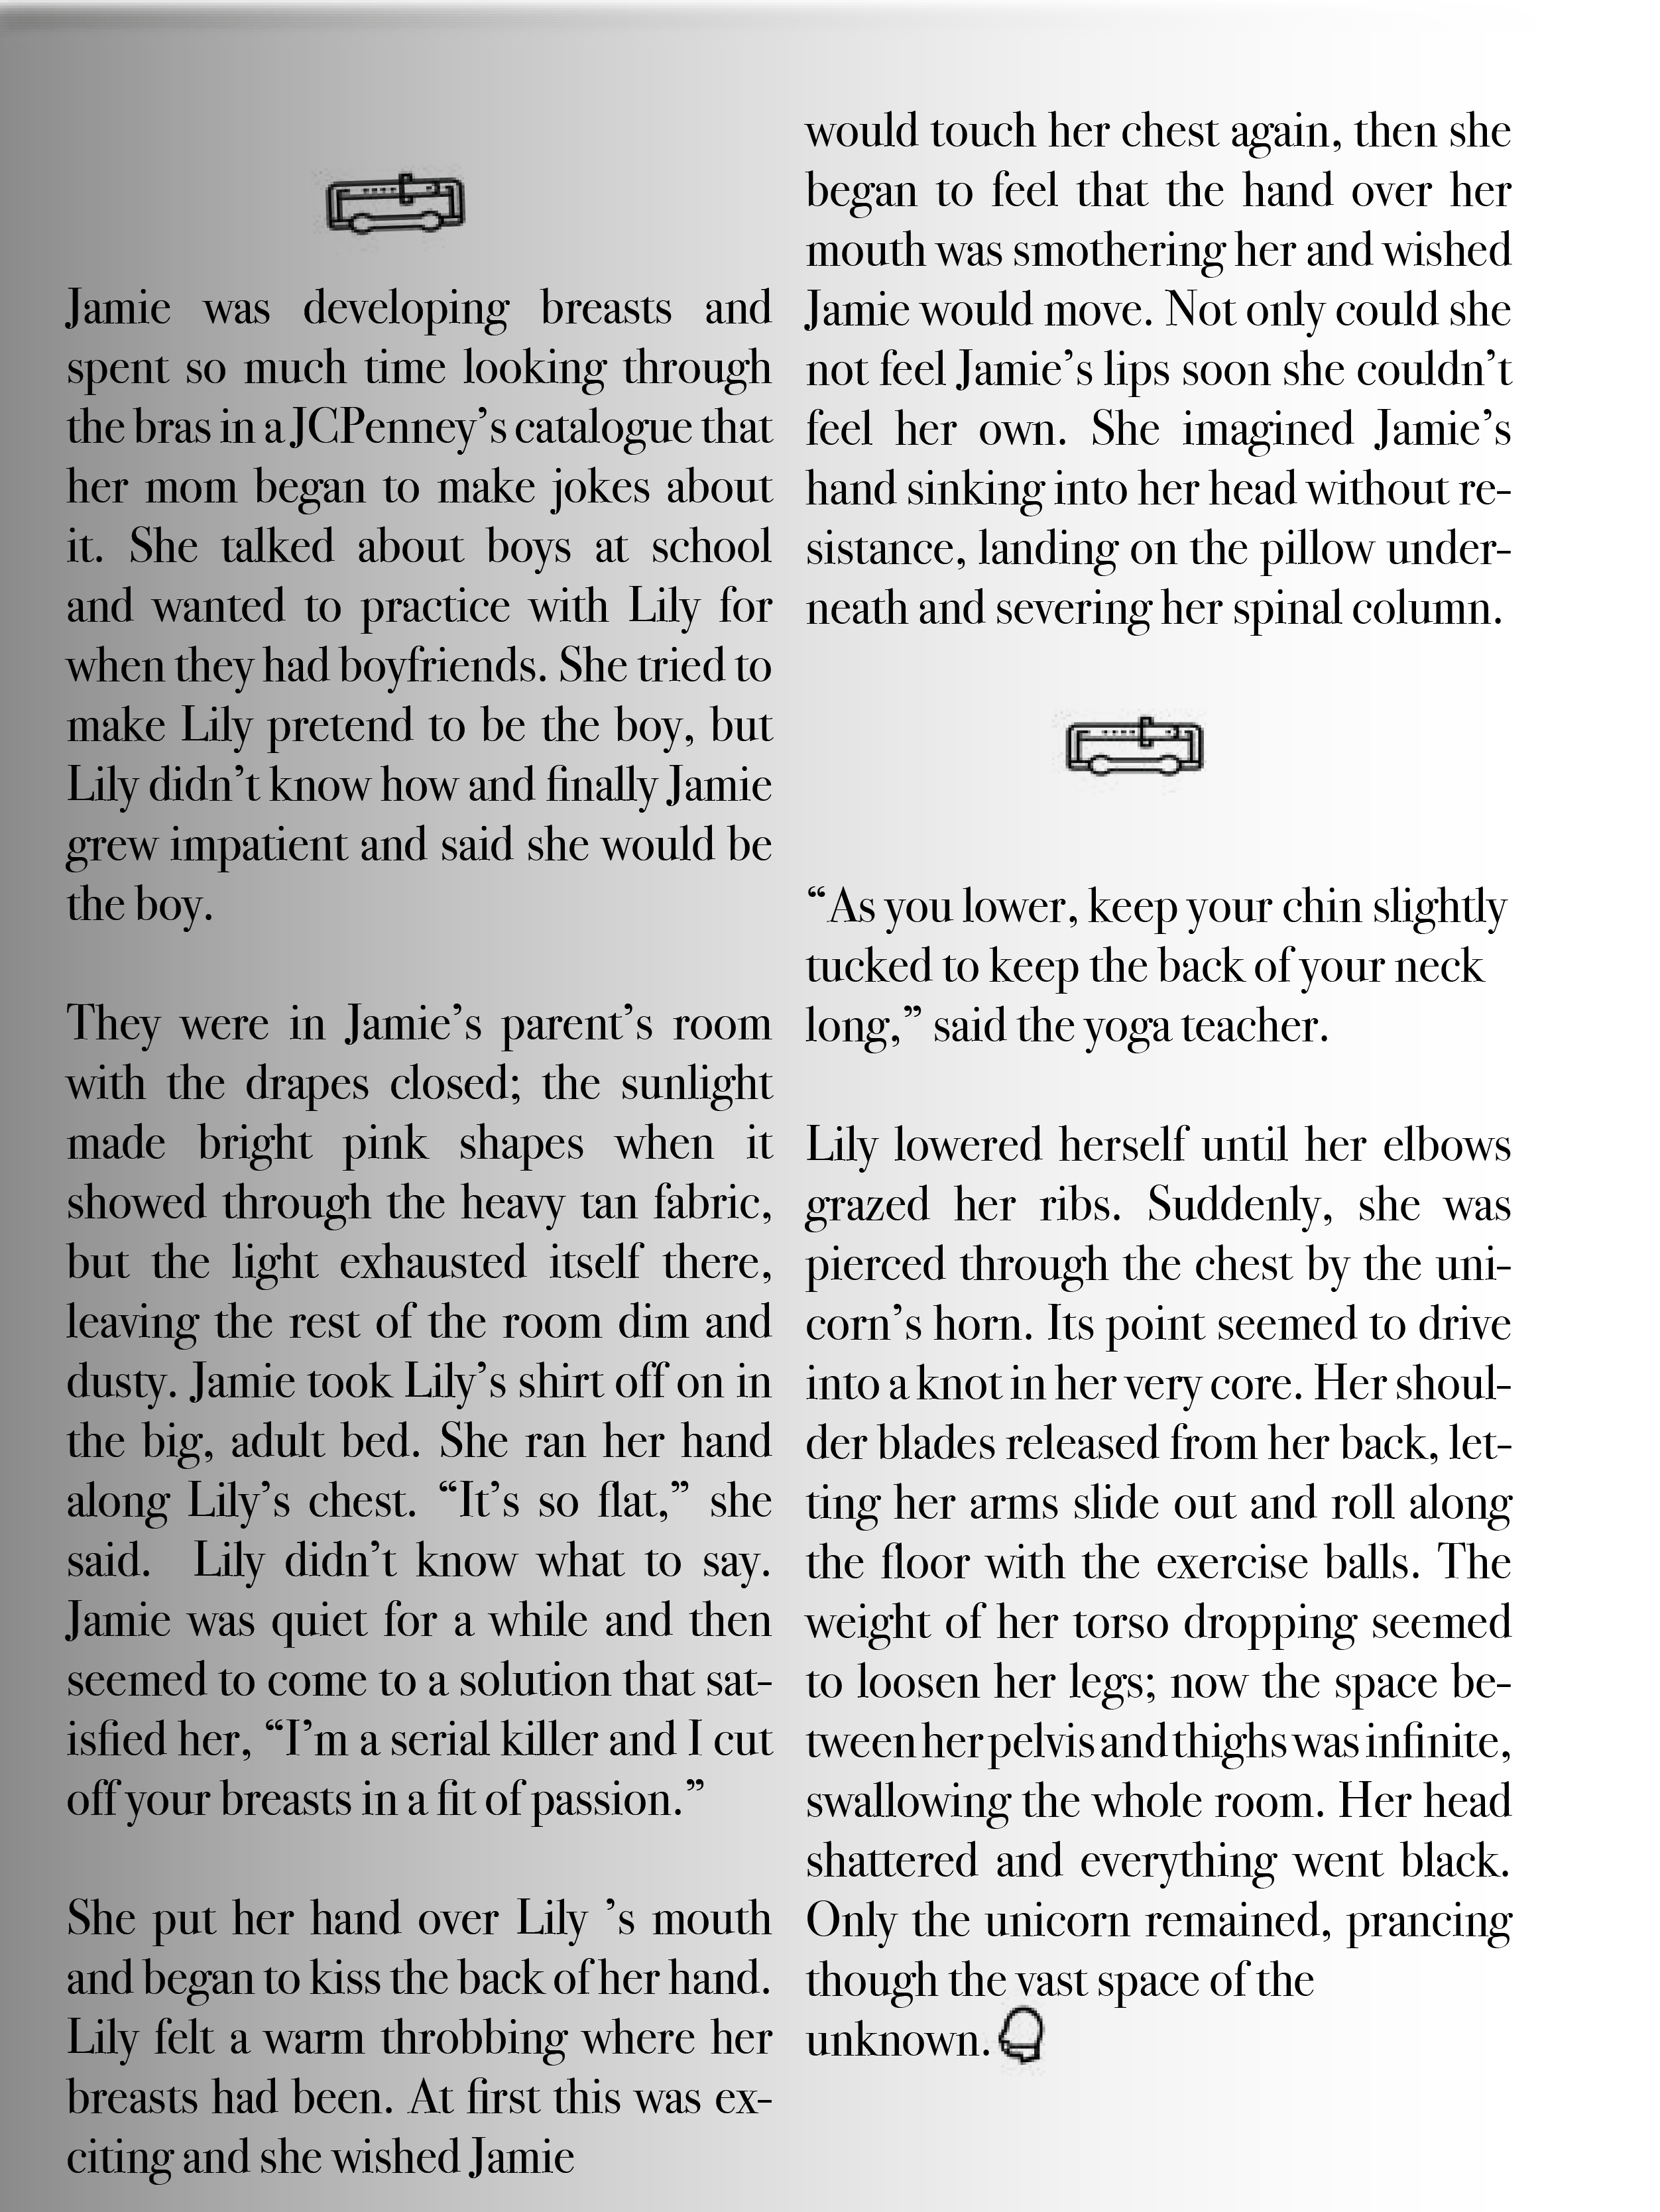 Jamie was developing breasts and
spent so much time looking through
the bras in a JCPenney’s catalogue that
her mom began to make jokes about
it. She talked about boys at school
and wanted to practice with Lily for
when they had boyfriends. She tried to
make Lily pretend to be the boy, but
Lily didn’t know how and finally Jamie
grew impatient and said she would be
the boy.
They were in Jamie’s parent’s room
with the drapes closed; the sunlight
made bright pink shapes when it
showed through the heavy tan fabric,
but the light exhausted itself there,
leaving the rest of the room dim and
dusty. Jamie took Lily’s shirt off on in
the big, adult bed. She ran her hand
along Lily’s chest. “It’s so flat,” she
said. Lily didn’t know what to say.
Jamie was quiet for a while and then
seemed to come to a solution that sat-
isfied her, “I’m a serial killer and I cut
off your breasts in a fit of passion.”
She put her hand over Lily ’s mouth
and began to kiss the back of her hand.
Lily felt a warm throbbing where her
breasts had been. At first this was ex-
citing and she wished Jamie
would touch her chest again, then she
began to feel that the hand over her
mouth was smothering her and wished
Jamie would move. Not only could she
not feel Jamie’s lips soon she couldn’t
feel her own. She imagined Jamie’s
hand sinking into her head without re-
sistance, landing on the pillow under-
neath and severing her spinal column.
“As you lower, keep your chin slightly
tucked to keep the back of your neck
long,” said the yoga teacher.
Lily lowered herself until her elbows
grazed her ribs. Suddenly, she was
pierced through the chest by the uni-
corn’s horn. Its point seemed to drive
into a knot in her very core. Her shoul-
der blades released from her back, let-
ting her arms slide out and roll along
the floor with the exercise balls. The
weight of her torso dropping seemed
to loosen her legs; now the space be-
tween her pelvis and thighs was infinite,
swallowing the whole room. Her head
shattered and everything went black.
Only the unicorn remained, prancing
though the vast space of the
unknown.